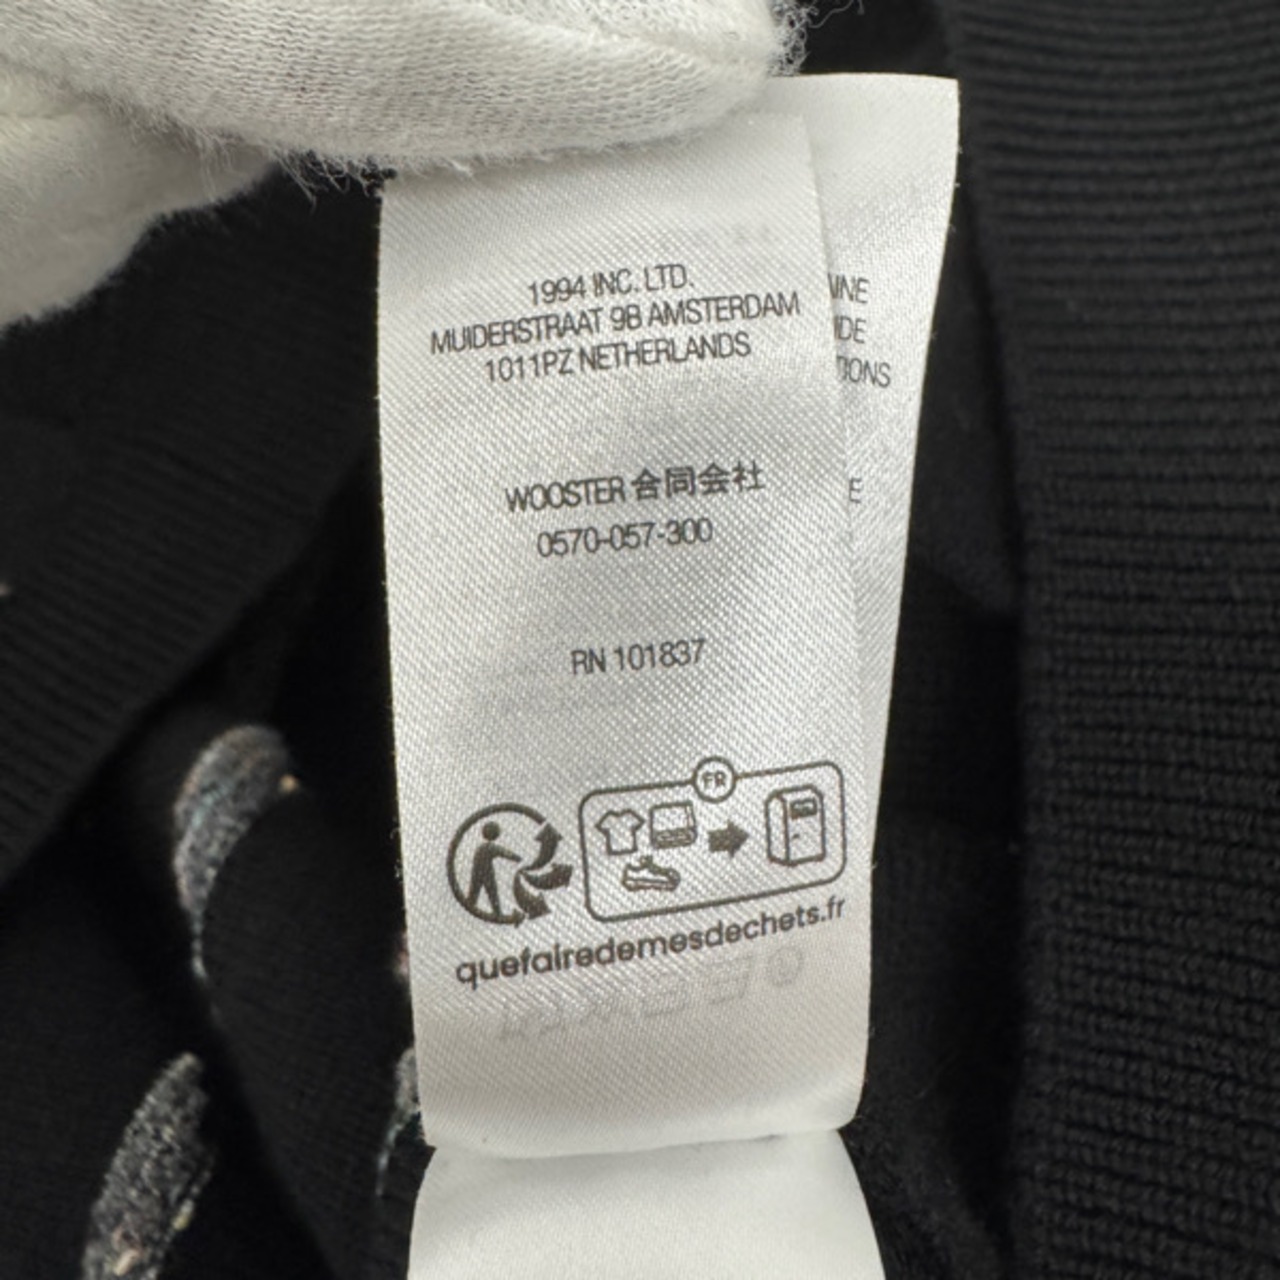 1994 INC. LTD.
MUIDERSTRAAT 9B AMSTERDAM
1011PZ NETHERLANDS
WOOSTER 合同会社
0570-057-300
RN 101837
FR
quefairedemesdechets.fr